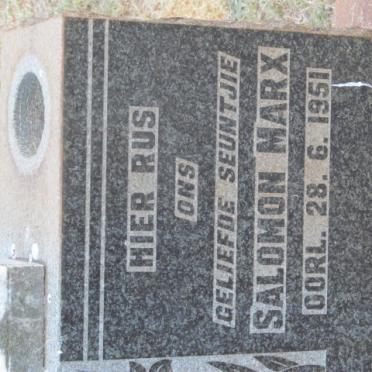 HIER RUS
ONS
GELIEFDE SEUNTJIE
SALOMON MARX
OORL. 28. 6. 1951